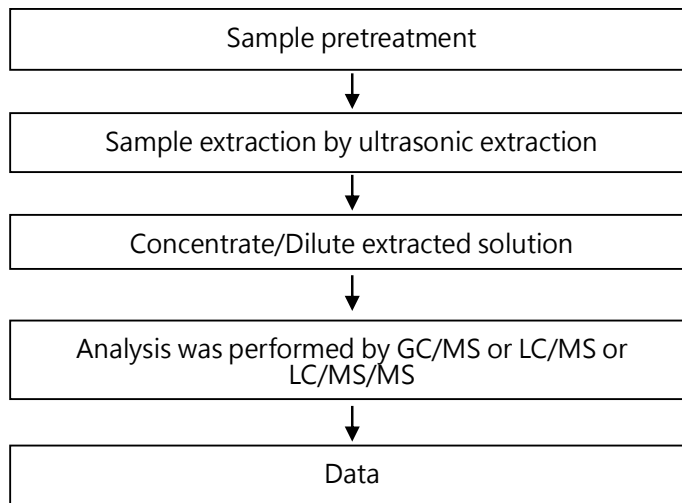 Sample pretreatment
Sample extraction by ultrasonic extraction
Concentrate/Dilute extracted solution
Analysis was performed by GC/MS or LC/MS or
LC/MS/MS
Data